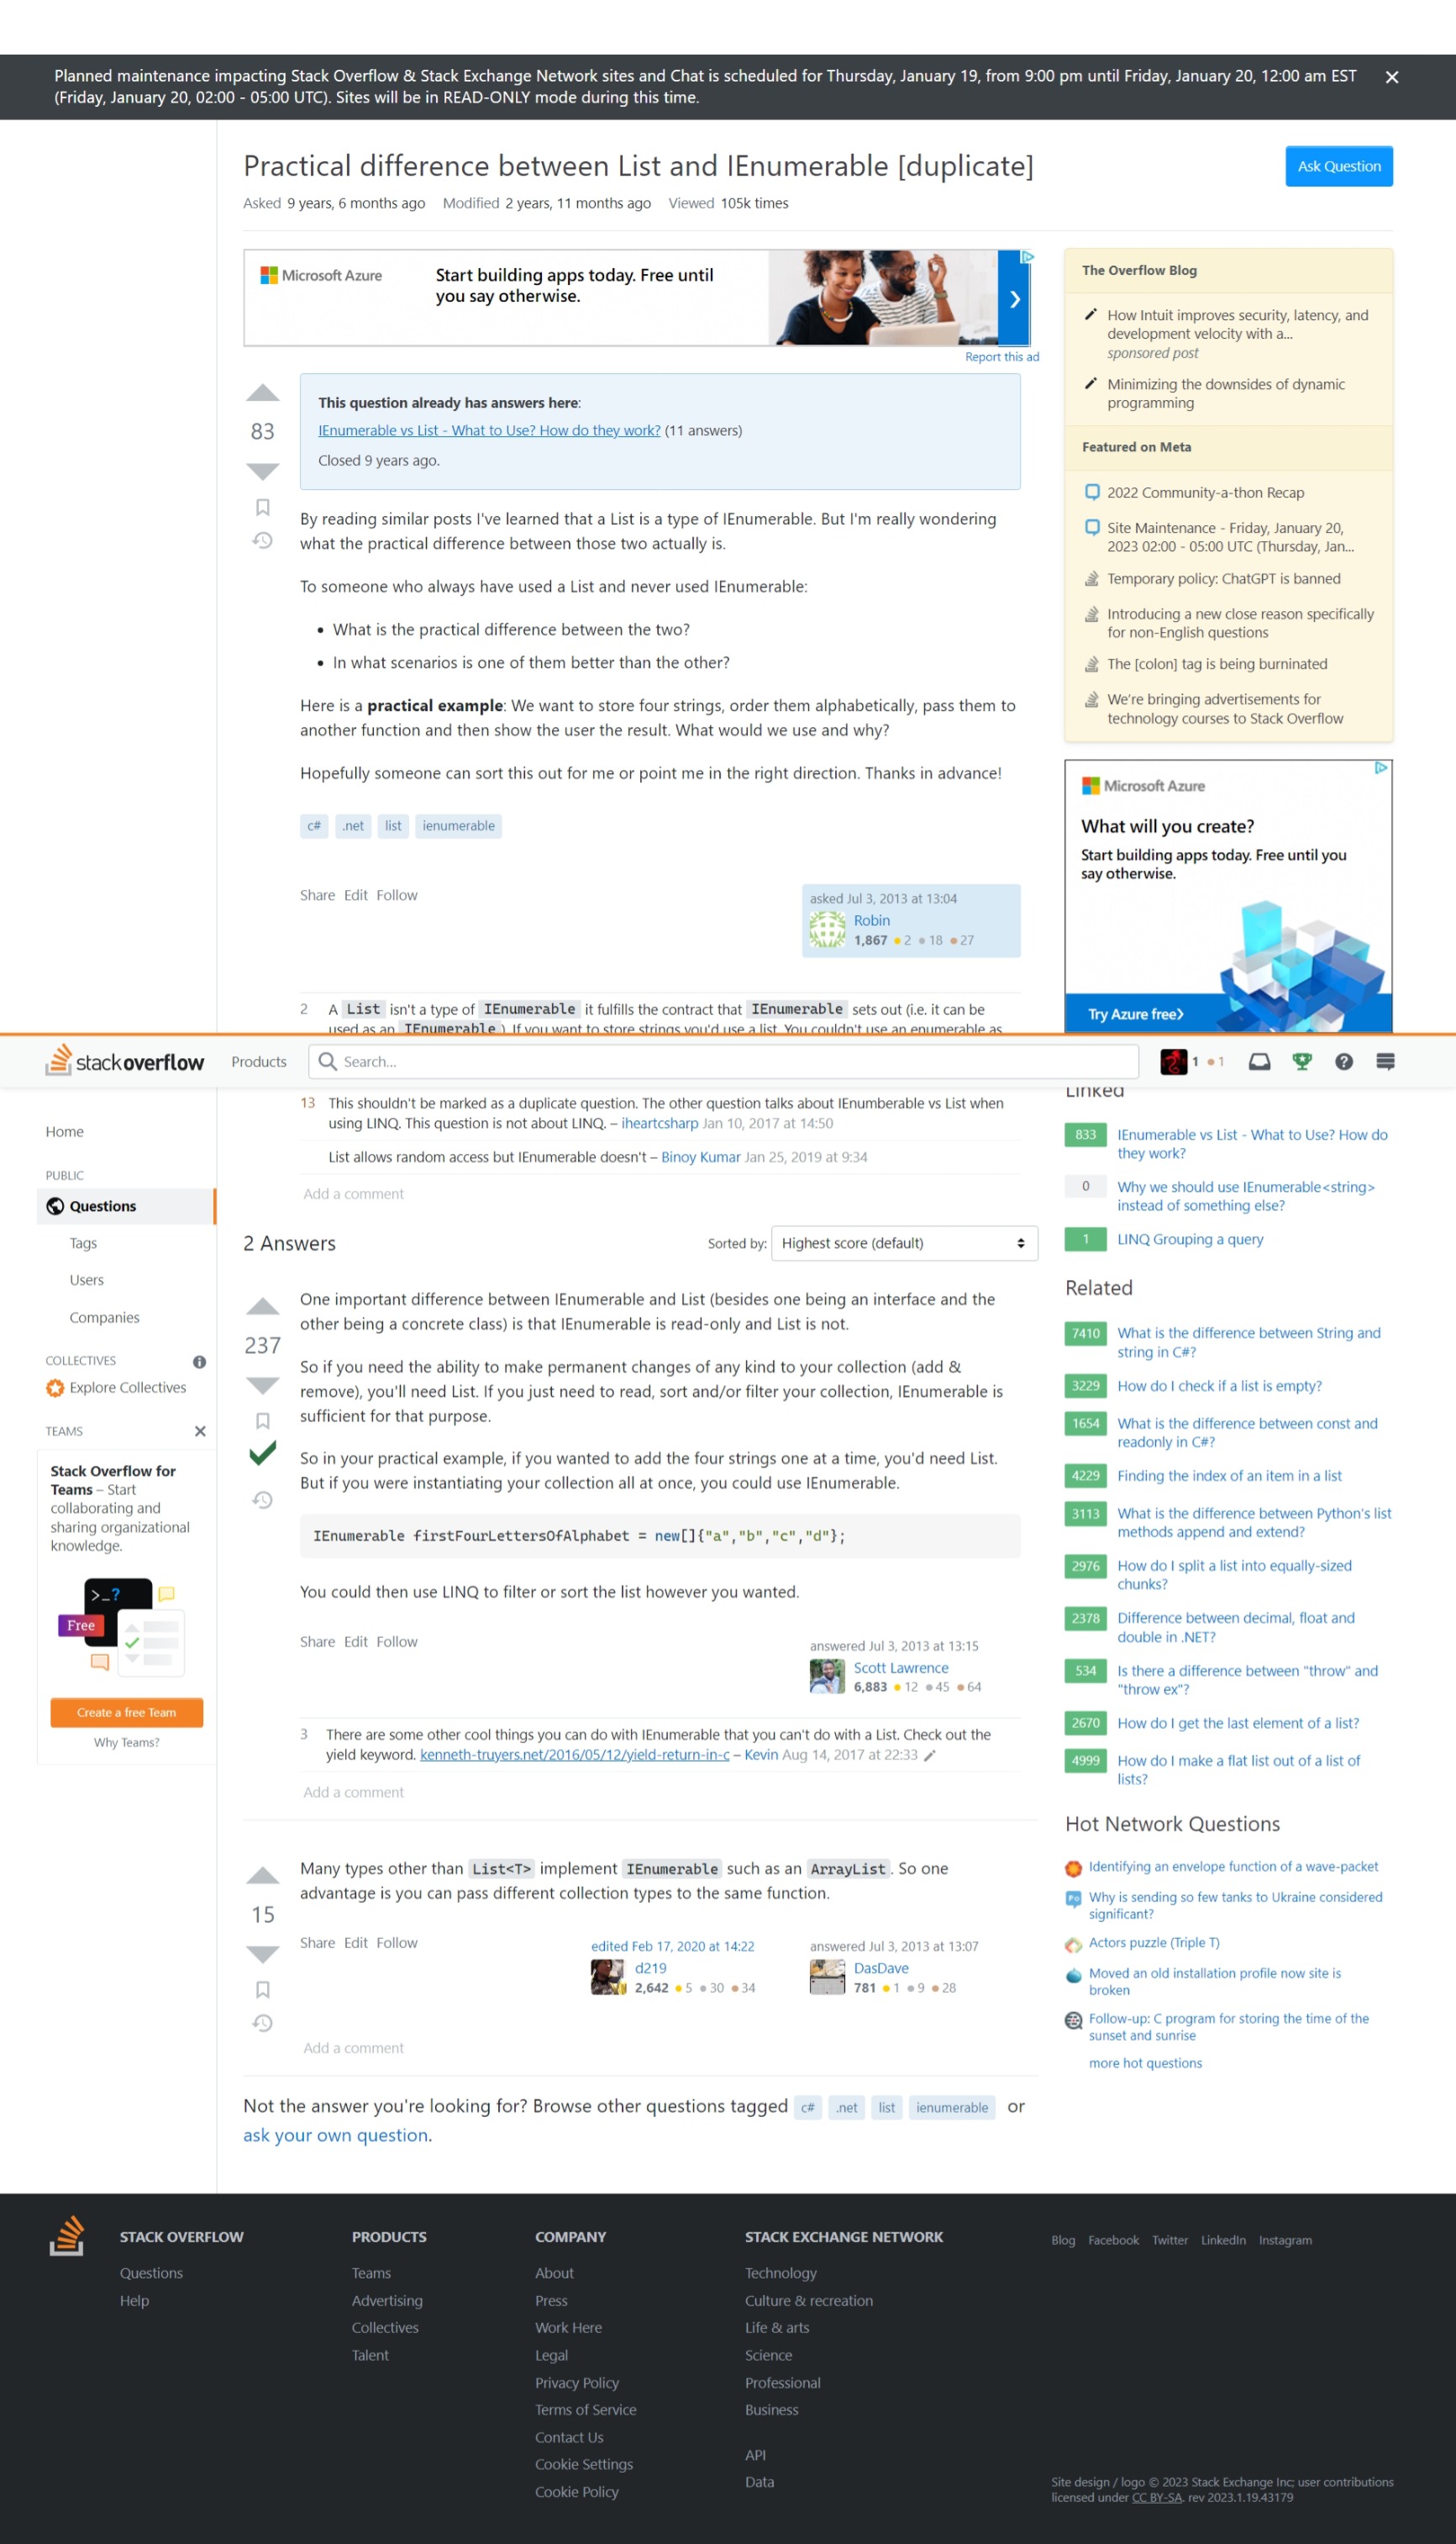 Planned maintenance impacting Stack Overflow & Stack Exchange Network sites and Chat is scheduled for Thursday, January 19, from 9:00 pm until Friday, January 20, 12:00 am EST
(Friday, January 20, 02:00 - 05:00 UTC). Sites will be in READ-ONLY mode during this time.
Practical difference between List and IEnumerable [duplicate]
Ask Question
Asked 9 years, 6 months ago Modified 2 years, 11 months ago Viewed 105k times
Microsoft Azure
Start building apps today. Free until
you say otherwise.
Report this ad
83
This question already has answers here:
IEnumerable vs List - What to Use? How do they work? (11 answers)
Closed 9 years ago.
By reading similar posts I've learned that a List is a type of IEnumerable. But I'm really wondering
what the practical difference between those two actually is.
To someone who always have used a List and never used IEnumerable:
• What is the practical difference between the two?
• In what scenarios is one of them better than the other?
Here is a practical example: We want to store four strings, order them alphabetically, pass them to
another function and then show the user the result. What would we use and why?
Hopefully someone can sort this out for me or point me in the right direction. Thanks in advance!
c# .net list ienumerable
Share Edit Follow
asked Jul 3, 2013 at 13:04
Robin
1,867 2 18 27
2 A List isn't a type of IEnumerable it fulfills the contract that IEnumerable sets out (i.e. it can be
used as an IEnumerable ). If you want to store strings you'd use a list. You couldn't use an enumerable as
The Overflow Blog
How Intuit improves security, latency, and
development velocity with a...
sponsored post
Minimizing the downsides of dynamic
programming
Featured on Meta
2022 Community-a-thon Recap
Site Maintenance - Friday, January 20,
2023 02:00 - 05:00 UTC (Thursday, Jan...
Temporary policy: ChatGPT is banned
Introducing a new close reason specifically
for non-English questions
The [colon] tag is being burninated
We're bringing advertisements for
technology courses to Stack Overflow
Microsoft Azure
What will you create?
Start building apps today. Free until you
say otherwise.
Try Azure free>
stackoverflow
Products
Search...
1 1
Home
PUBLIC
Questions
Tags
Users
Companies
COLLECTIVES
Explore Collectives
TEAMS
Stack Overflow for
Teams – Start
collaborating and
sharing organizational
knowledge.
>_?
Free
Create a free Team
Why Teams?
13 This shouldn't be marked as a duplicate question. The other question talks about IEnumberable vs List when
using LINQ. This question is not about LINQ. – iheartcsharp Jan 10, 2017 at 14:50
List allows random access but IEnumerable doesn't – Binoy Kumar Jan 25, 2019 at 9:34
Add a comment
2 Answers
Sorted by: Highest score (default)
237
One important difference between IEnumerable and List (besides one being an interface and the
other being a concrete class) is that IEnumerable is read-only and List is not.
So if you need the ability to make permanent changes of any kind to your collection (add &
remove), you'll need List. If you just need to read, sort and/or filter your collection, IEnumerable is
sufficient for that purpose.
So in your practical example, if you wanted to add the four strings one at a time, you'd need List.
But if you were instantiating your collection all at once, you could use IEnumerable.
IEnumerable firstFourLettersOfAlphabet = new[]{"a","b","c","d"};
You could then use LINQ to filter or sort the list however you wanted.
Share Edit Follow
answered Jul 3, 2013 at 13:15
Scott Lawrence
6,883 12 45 64
3 There are some other cool things you can do with IEnumerable that you can't do with a List. Check out the
yield keyword. kenneth-truyers.net/2016/05/12/yield-return-in-c – Kevin Aug 14, 2017 at 22:33
Add a comment
15
Many types other than List<T> implement IEnumerable such as an ArrayList. So one
advantage is you can pass different collection types to the same function.
Share Edit Follow
edited Feb 17, 2020 at 14:22
d219
2,642 5 30 34
answered Jul 3, 2013 at 13:07
DasDave
781 1 9 28
Add a comment
Not the answer you're looking for? Browse other questions tagged c# .net list ienumerable or
ask your own question.
Linked
833 IEnumerable vs List - What to Use? How do
they work?
0 Why we should use IEnumerable<string>
instead of something else?
1 LINQ Grouping a query
Related
7410 What is the difference between String and
string in C#?
3229 How do I check if a list is empty?
1654 What is the difference between const and
readonly in C#?
4229 Finding the index of an item in a list
3113 What is the difference between Python's list
methods append and extend?
2976 How do I split a list into equally-sized
chunks?
2378 Difference between decimal, float and
double in .NET?
534 Is there a difference between "throw" and
"throw ex"?
2670 How do I get the last element of a list?
4999 How do I make a flat list out of a list of
lists?
Hot Network Questions
Identifying an envelope function of a wave-packet
Why is sending so few tanks to Ukraine considered
significant?
Actors puzzle (Triple T)
Moved an old installation profile now site is
broken
Follow-up: C program for storing the time of the
sunset and sunrise
more hot questions
STACK OVERFLOW
Questions
Help
PRODUCTS
Teams
Advertising
Collectives
Talent
COMPANY
About
Press
Work Here
Legal
Privacy Policy
Terms of Service
Contact Us
Cookie Settings
Cookie Policy
STACK EXCHANGE NETWORK
Technology
Culture & recreation
Life & arts
Science
Professional
Business
API
Data
Blog Facebook Twitter LinkedIn Instagram
Site design / logo © 2023 Stack Exchange Inc; user contributions
licensed under CC BY-SA. rev 2023.1.19.43179